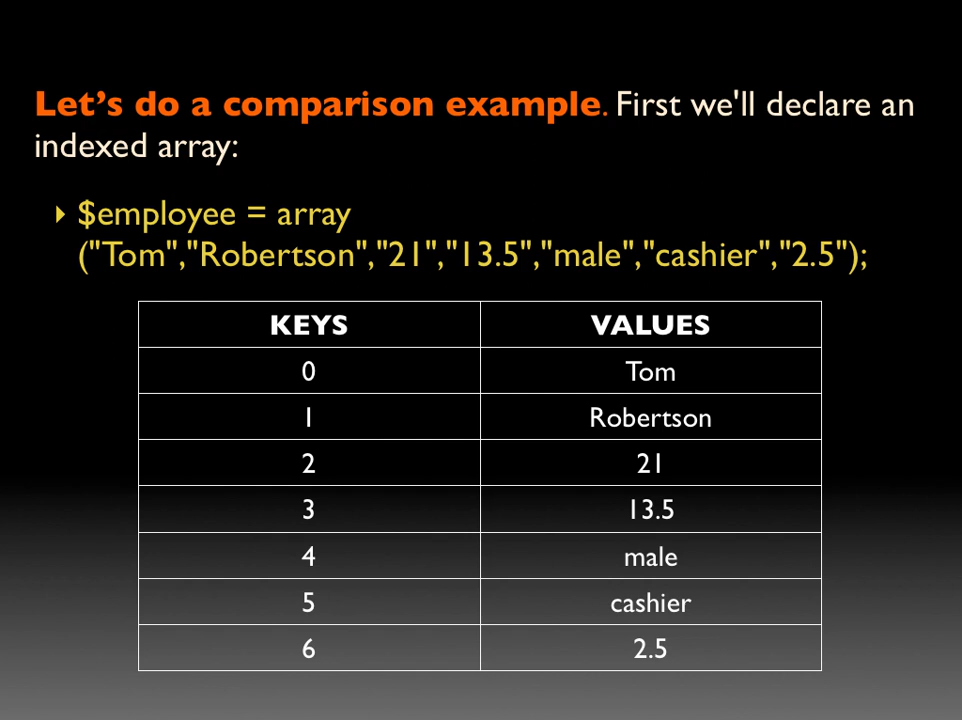 Let’s do a comparison example. First we'll declare an
indexed array:
‣ $employee = array
("Tom","Robertson","21","13.5","male","cashier","2.5");
KEYS VALUES
0 Tom
1 Robertson
2 21
3 13.5
4 male
5 cashier
6 2.5